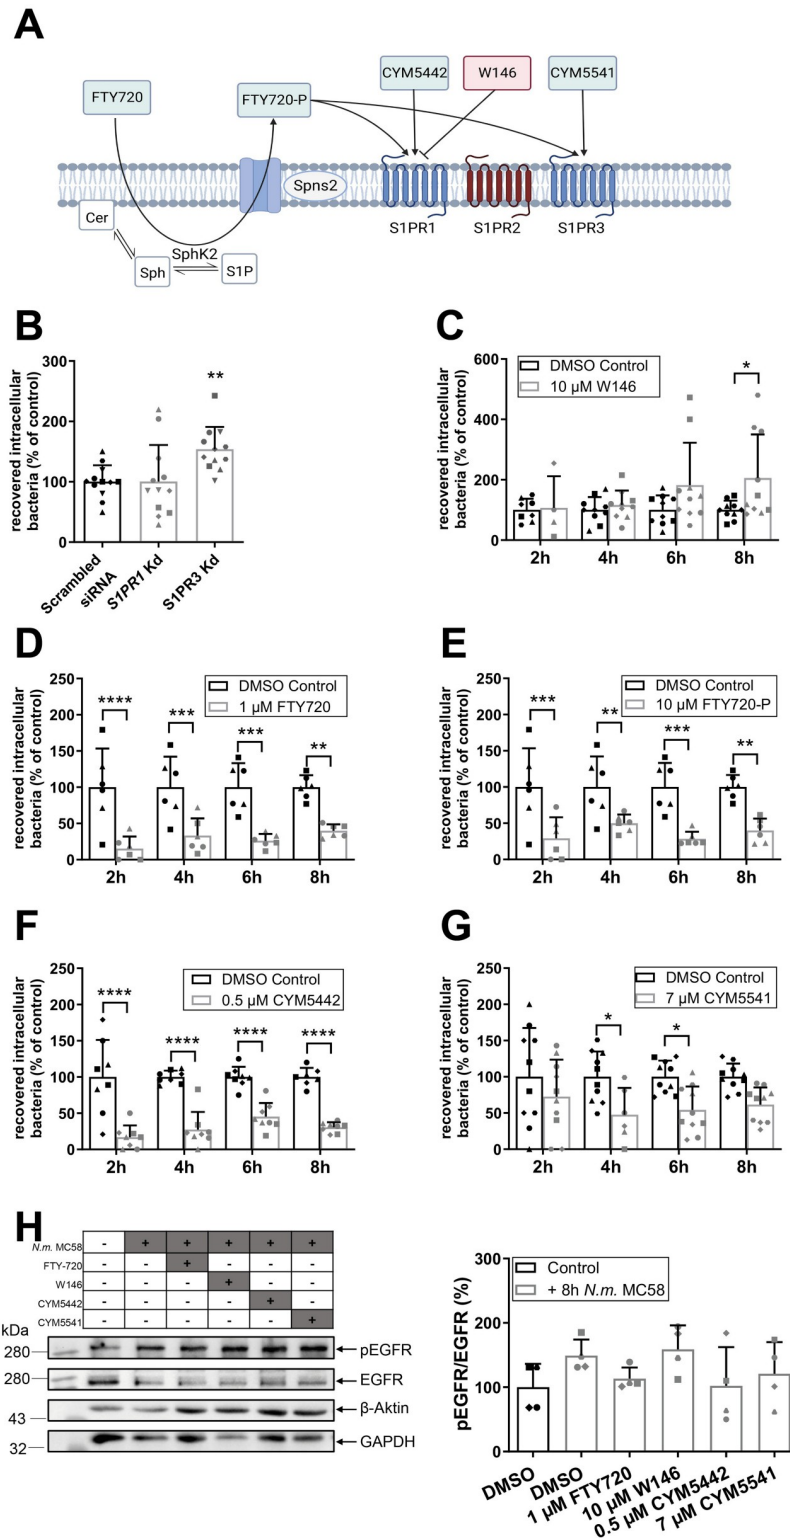 A
FTY720
FTY720-P
CYM5442
W146
CYM5541
Spns2
Cer
Sph
SphK2
S1P
S1PR1
S1PR2
S1PR3
B
recovered intracellular
bacteria (% of control)
300
200
100
0
**
Scrambled
siRNA
S1PR1 Kd
S1PR3 Kd
C
recovered intracellular
bacteria (% of control)
600
400
200
0
DMSO Control
10 µM W146
*
2h 4h 6h 8h
D
recovered intracellular
bacteria (% of control)
250
200
150
100
50
0
DMSO Control
1 µM FTY720
**** *** *** **
2h 4h 6h 8h
E
recovered intracellular
bacteria (% of control)
250
200
150
100
50
0
DMSO Control
10 µM FTY720-P
*** ** *** **
2h 4h 6h 8h
F
recovered intracellular
bacteria (% of control)
250
200
150
100
50
0
DMSO Control
0.5 µM CYM5442
**** **** **** ****
2h 4h 6h 8h
G
recovered intracellular
bacteria (% of control)
250
200
150
100
50
0
DMSO Control
7 µM CYM5541
* *
2h 4h 6h 8h
H
N.m. MC58 - + + + + +
FTY-720 - - + - - -
W146 - - - + - -
CYM5442 - - - - + -
CYM5541 - - - - - +
kDa
280 pEGFR
280 EGFR
43 β-Aktin
32 GAPDH
pEGFR/EGFR (%)
300
200
100
0
Control
+ 8h N.m. MC58
DMSO
DMSO
1 µM FTY720
10 µM W146
0.5 µM CYM5442
7 µM CYM5541